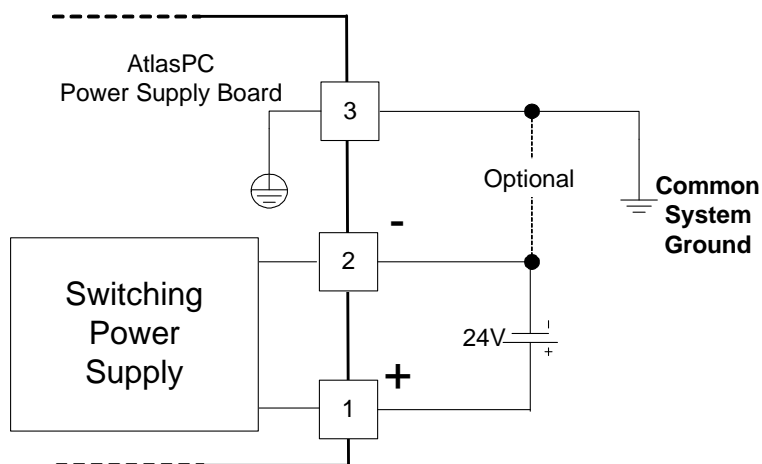 AtlasPC
Power Supply Board
3
Optional
Common
System
Ground
-
2
Switching
Power
Supply
24V
-
+
+
1